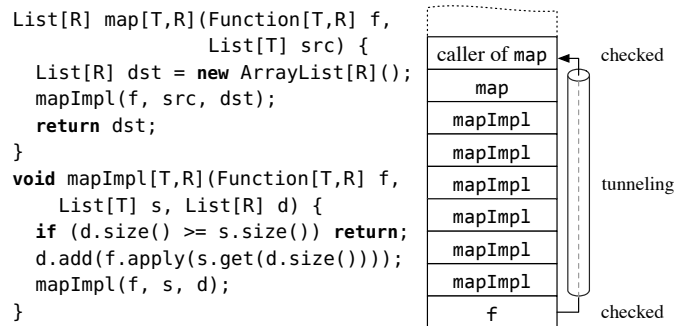 List[R] map[T,R](Function[T,R] f,
                 List[T] src) {
  List[R] dst = new ArrayList[R]();
  mapImpl(f, src, dst);
  return dst;
}
void mapImpl[T,R](Function[T,R] f,
    List[T] s, List[R] d) {
  if (d.size() >= s.size()) return;
  d.add(f.apply(s.get(d.size())));
  mapImpl(f, s, d);
}
caller of map
map
mapImpl
mapImpl
mapImpl
mapImpl
mapImpl
mapImpl
f
checked
tunneling
checked